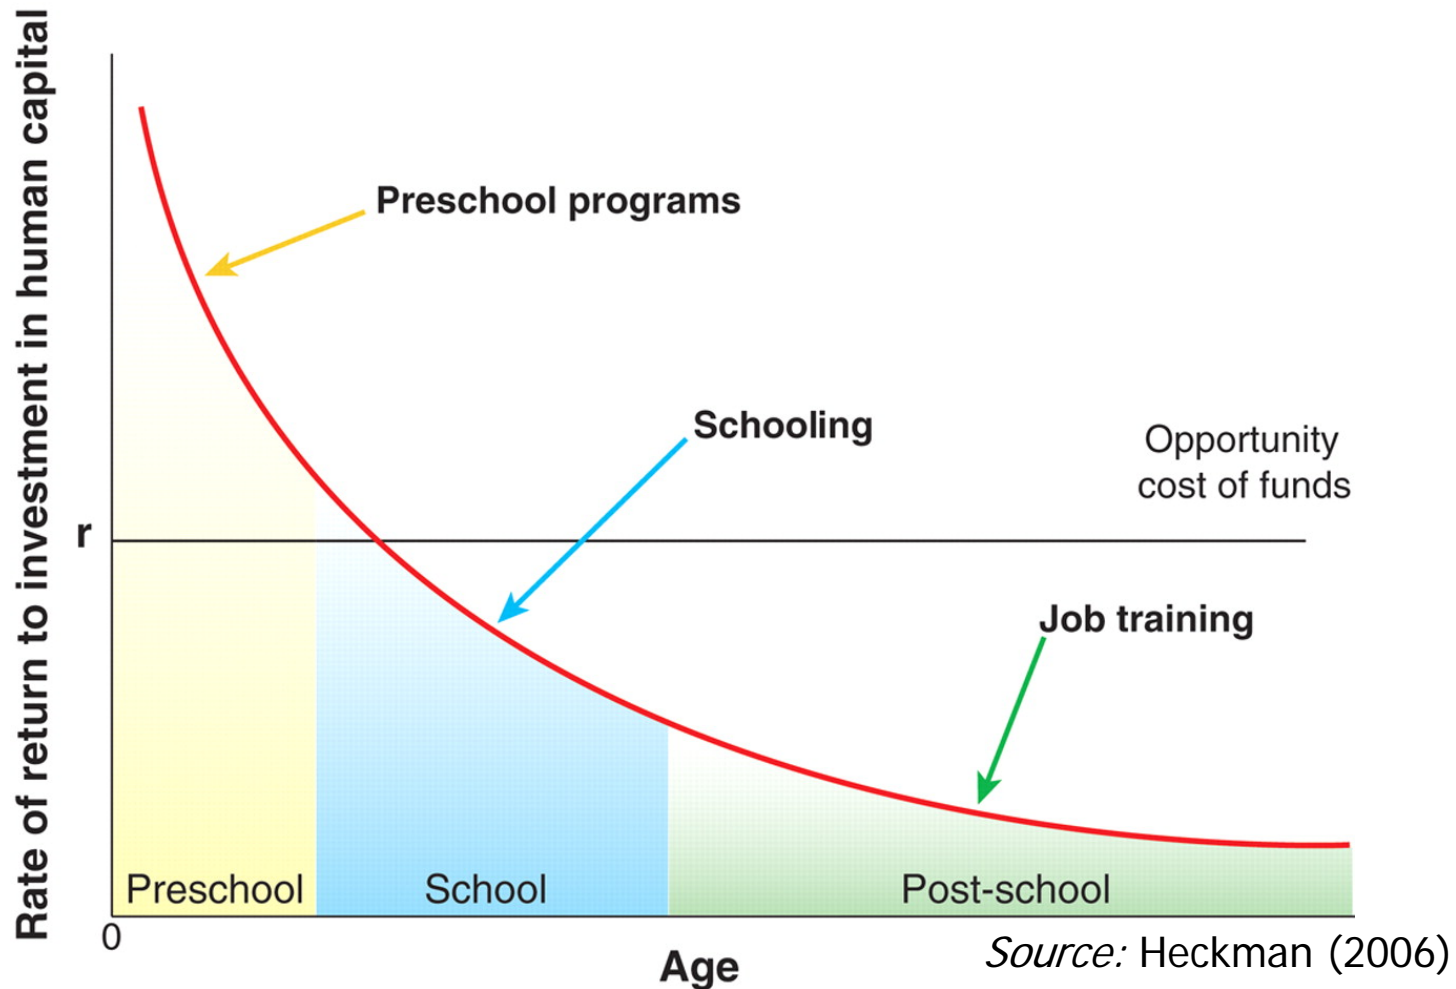 Rate of return to investment in human capital
Preschool programs
Schooling
Opportunity
cost of funds
r
Job training
Preschool
School
Post-school
0
Age
Source: Heckman (2006)